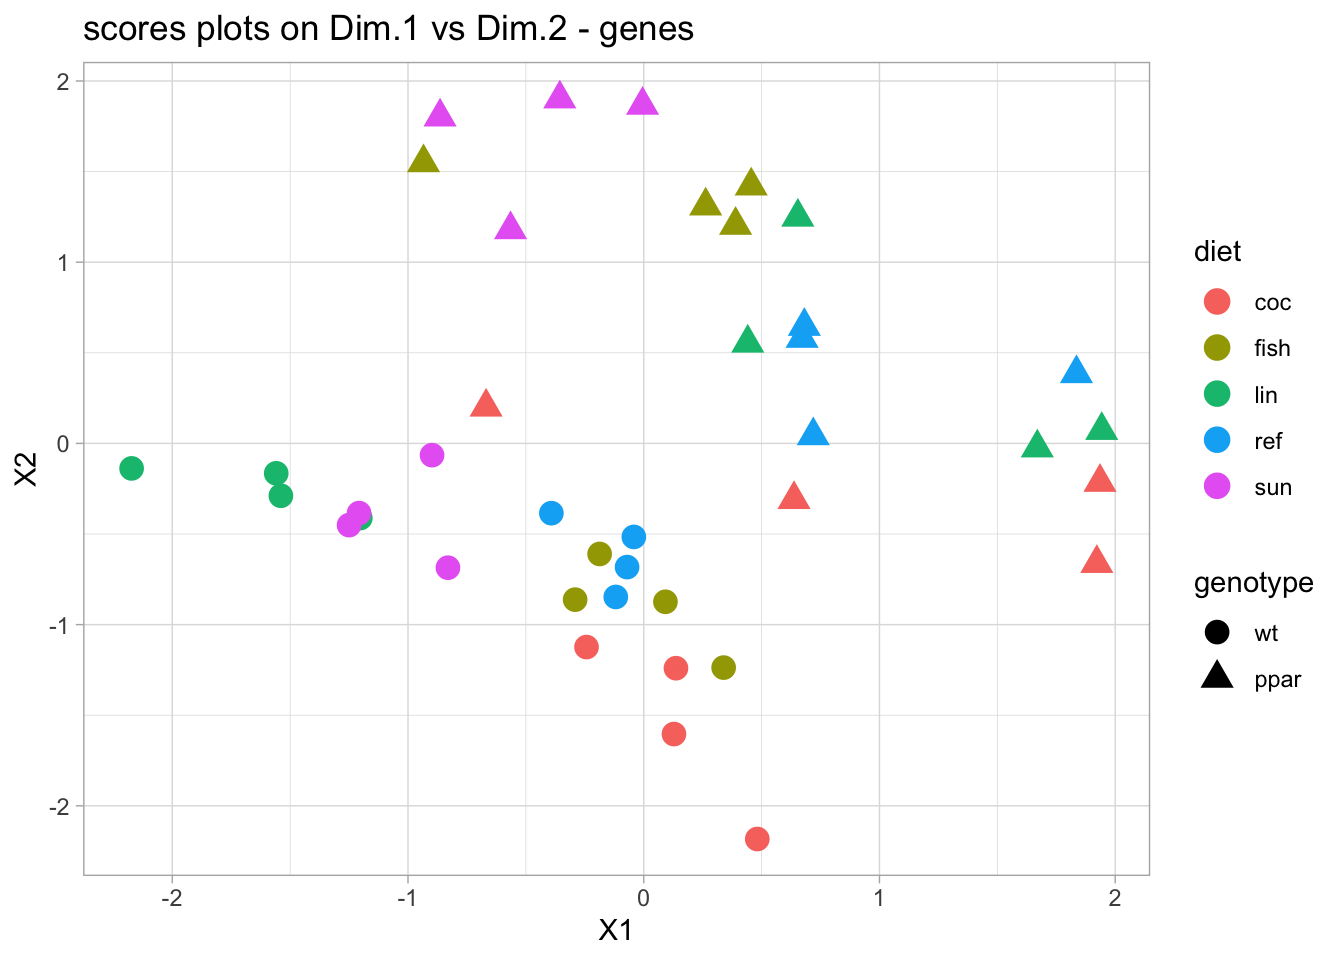 scores plots on Dim.1 vs Dim.2 - genes
2
1
0
-1
-2
X2
-2
-1
0
1
2
X1
diet
coc
fish
lin
ref
sun
genotype
wt
ppar